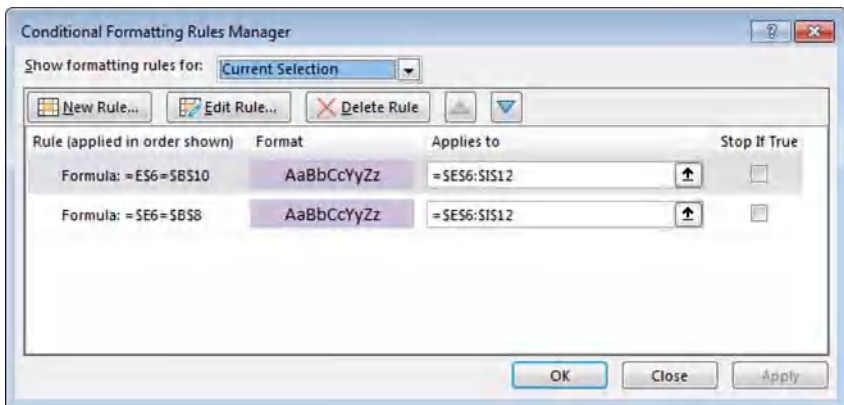 Conditional Formatting Rules Manager
Show formatting rules for: Current Selection
New Rule... Edit Rule... Delete Rule
Rule (applied in order shown) Format Applies to Stop If True
Formula: =E$6=$B$10 AaBbCcYyZz =$E$6:$I$12
Formula: =$E6=$B$8 AaBbCcYyZz =$E$6:$I$12
OK Close Apply